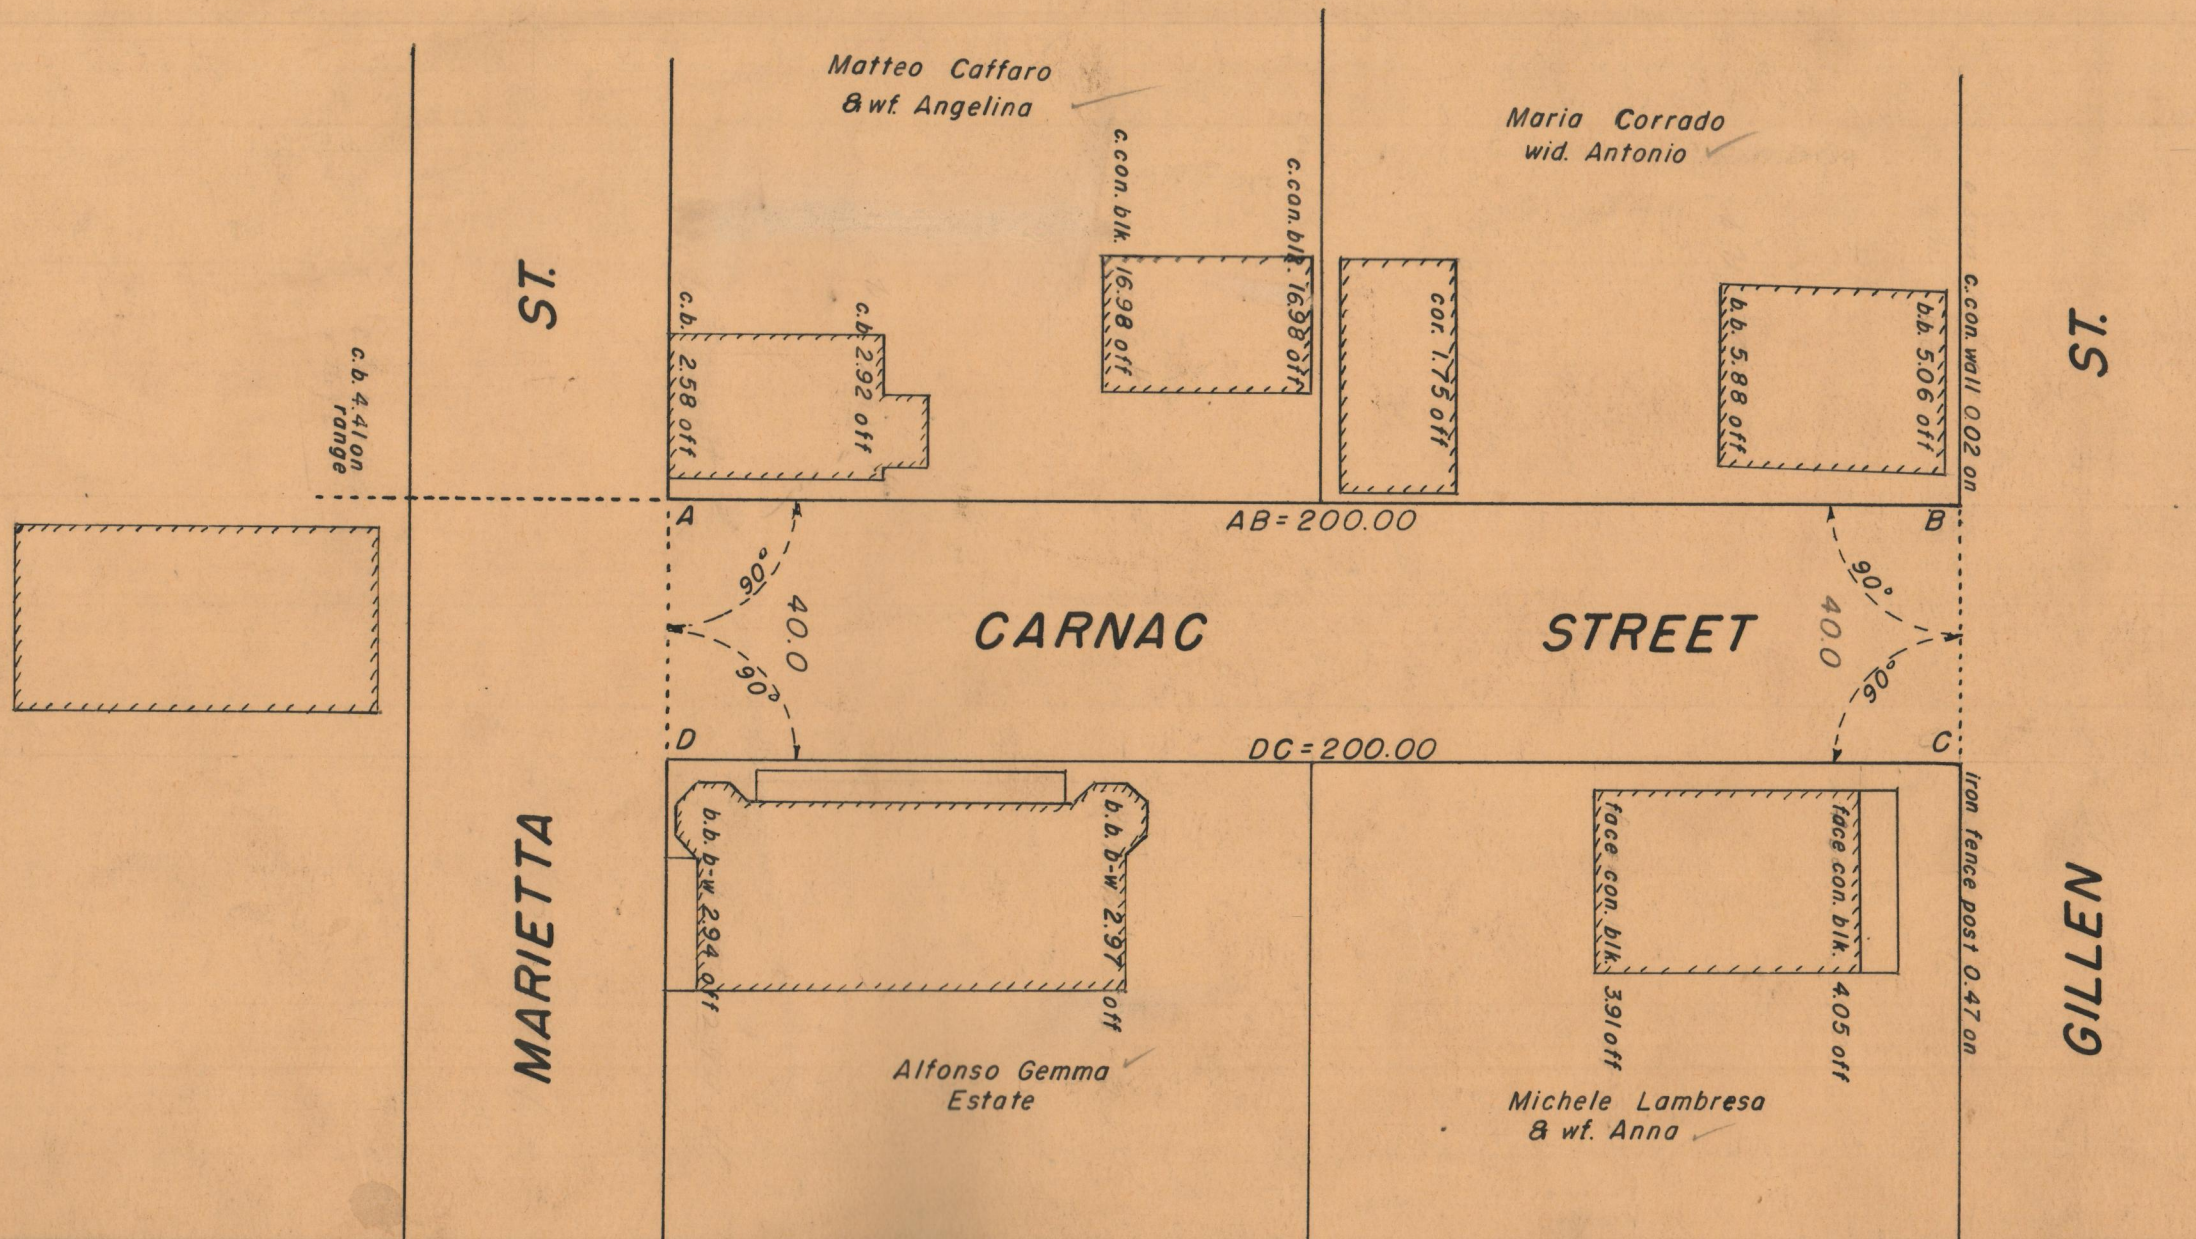 Matteo Caffaro
& wf. Angelina
Maria Corrado
wid. Antonio
c. con. blk. 16.98 off
c. con. blk. 16.98 off
cor. 1.75 off
b.b. 5.88 off
b.b. 5.06 off
c. con. wall 0.02 on
ST.
ST.
c.b. 2.58 off
c.b. 2.92 off
c.b. 4.41 on
range
A
AB = 200.00
B
90°
90°
40.0
CARNAC STREET
40.0
90°
90°
D
DC = 200.00
C
MARIETTA
b.b. b-w 2.94 off
b.b. b-w 2.97 off
face con. blk. 3.91 off
face con. blk. 4.05 off
iron fence post 0.47 on
GILLEN
Alfonso Gemma
Estate
Michele Lambresa
& wf. Anna